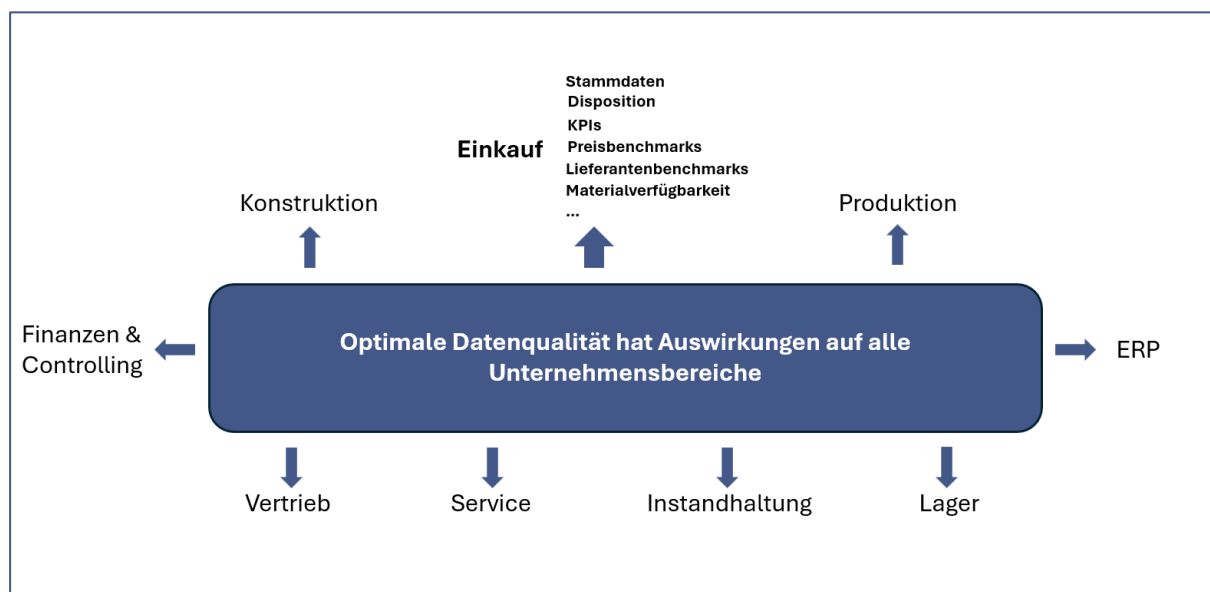 Stammdaten
Disposition
KPIs
Einkauf
Preisbenchmarks
Lieferantenbenchmarks
Materialverfügbarkeit
...
Konstruktion
Produktion
Finanzen &
Controlling
Optimale Datenqualität hat Auswirkungen auf alle
Unternehmensbereiche
ERP
Vertrieb
Service
Instandhaltung
Lager